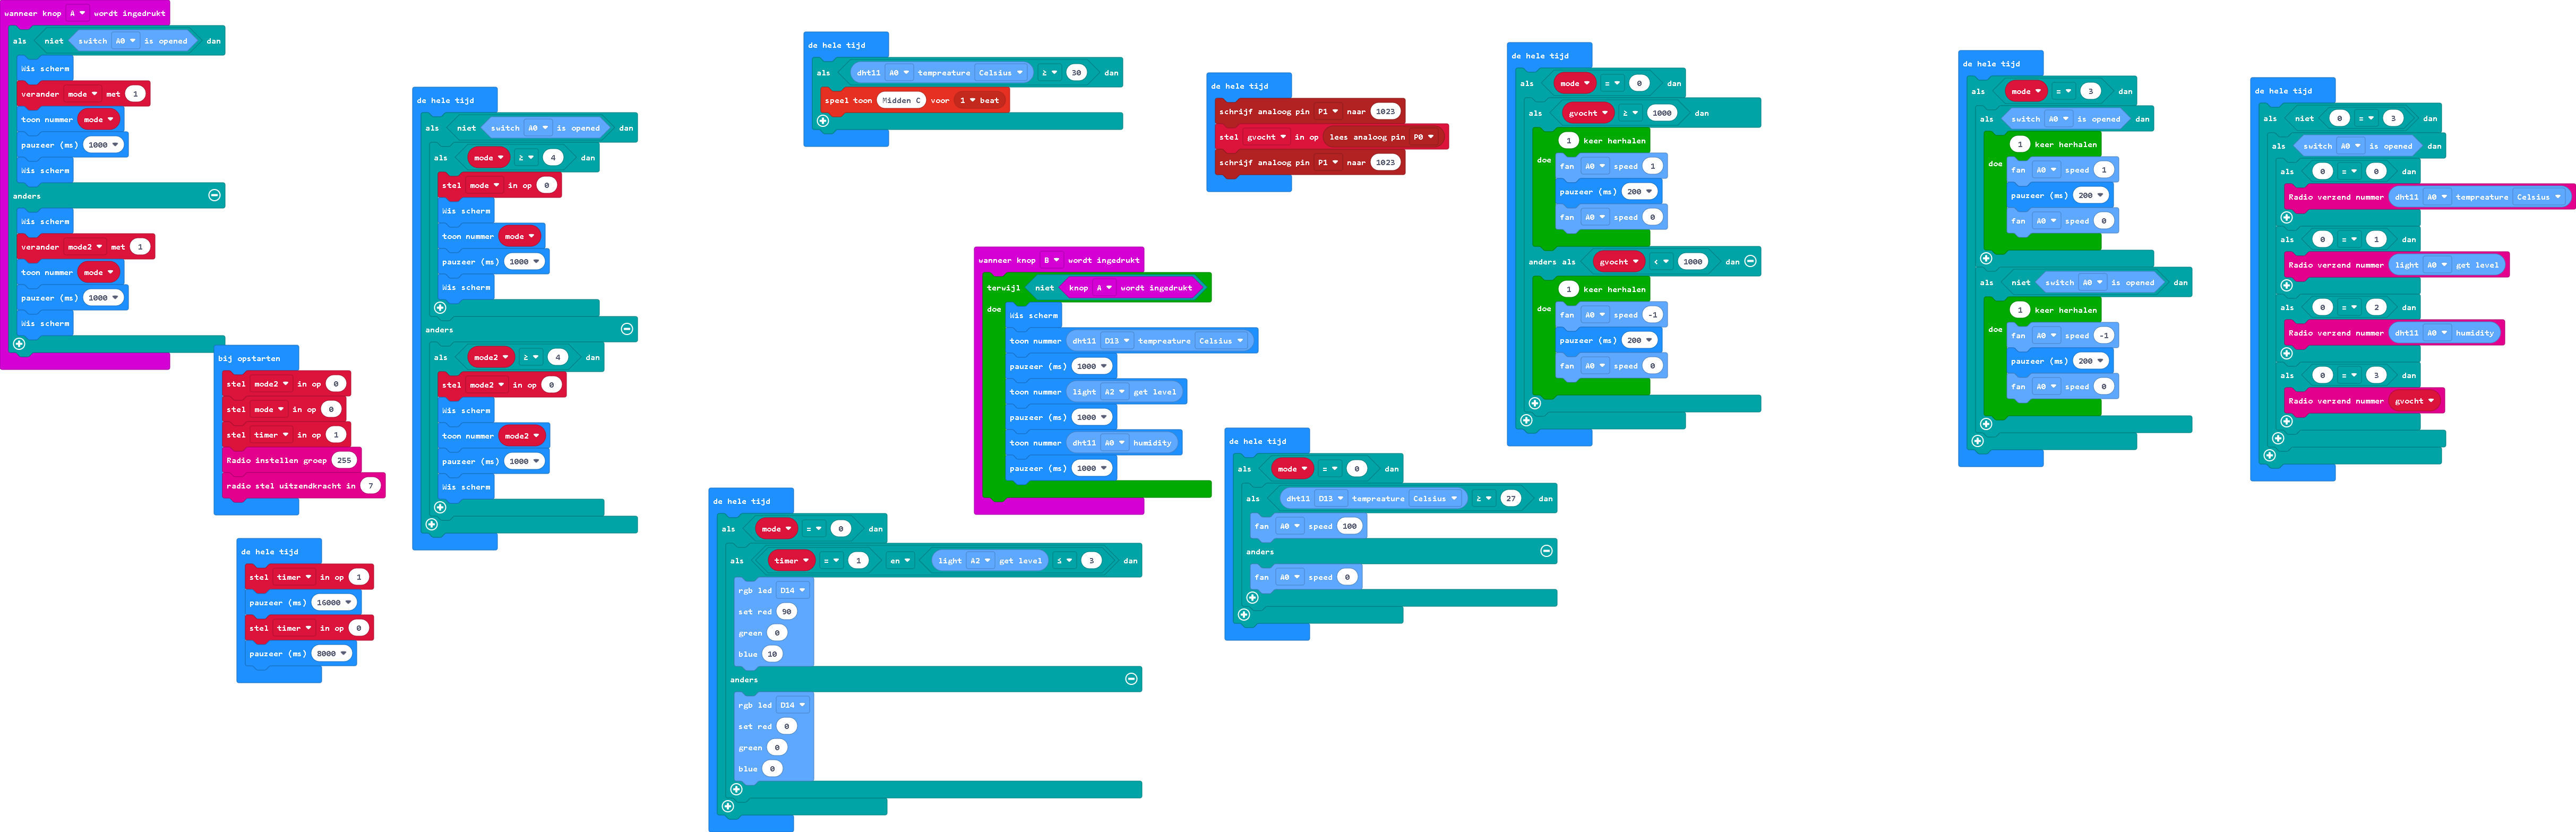 wanneer knop A wordt ingedrukt
als niet switch A0 is opened dan
Wis scherm
verander mode met 1
toon nummer mode
pauzeer (ms) 1000
Wis scherm
anders
Wis scherm
verander mode2 met 1
toon nummer mode
pauzeer (ms) 1000
Wis scherm
bij opstarten
stel mode2 in op 0
stel mode in op 0
stel timer in op 1
Radio instellen groep 255
radio stel uitzendkracht in 7
de hele tijd
stel timer in op 1
pauzeer (ms) 16000
stel timer in op 0
pauzeer (ms) 8000
de hele tijd
als niet switch A0 is opened dan
als mode ≥ 4 dan
stel mode in op 0
Wis scherm
toon nummer mode
pauzeer (ms) 1000
Wis scherm
anders
als mode2 ≥ 4 dan
stel mode2 in op 0
Wis scherm
toon nummer mode2
pauzeer (ms) 1000
Wis scherm
de hele tijd
als dht11 A0 tempreature Celsius ≥ 30 dan
speel toon Midden C voor 1 beat
de hele tijd
als mode = 0 dan
als timer = 1 en light A2 get level ≤ 3 dan
rgb led D14
set red 90
green 0
blue 10
anders
rgb led D14
set red 0
green 0
blue 0
wanneer knop B wordt ingedrukt
terwijl niet knop A wordt ingedrukt
doe
Wis scherm
toon nummer dht11 D13 tempreature Celsius
pauzeer (ms) 1000
toon nummer light A2 get level
pauzeer (ms) 1000
toon nummer dht11 A0 humidity
pauzeer (ms) 1000
de hele tijd
schrijf analoog pin P1 naar 1023
stel gvocht in op lees analoog pin P0
schrijf analoog pin P1 naar 1023
de hele tijd
als mode = 0 dan
als dht11 D13 tempreature Celsius ≥ 27 dan
fan A0 speed 100
anders
fan A0 speed 0
de hele tijd
als mode = 0 dan
als gvocht ≥ 1000 dan
1 keer herhalen
doe
fan A0 speed 1
pauzeer (ms) 200
fan A0 speed 0
anders als gvocht < 1000 dan
1 keer herhalen
doe
fan A0 speed -1
pauzeer (ms) 200
fan A0 speed 0
de hele tijd
als mode = 3 dan
als switch A0 is opened dan
1 keer herhalen
doe
fan A0 speed 1
pauzeer (ms) 200
fan A0 speed 0
als niet switch A0 is opened dan
1 keer herhalen
doe
fan A0 speed -1
pauzeer (ms) 200
fan A0 speed 0
de hele tijd
als niet 0 = 3 dan
als switch A0 is opened dan
als 0 = 0 dan
Radio verzend nummer dht11 A0 tempreature Celsius
als 0 = 1 dan
Radio verzend nummer light A0 get level
als 0 = 2 dan
Radio verzend nummer dht11 A0 humidity
als 0 = 3 dan
Radio verzend nummer gvocht